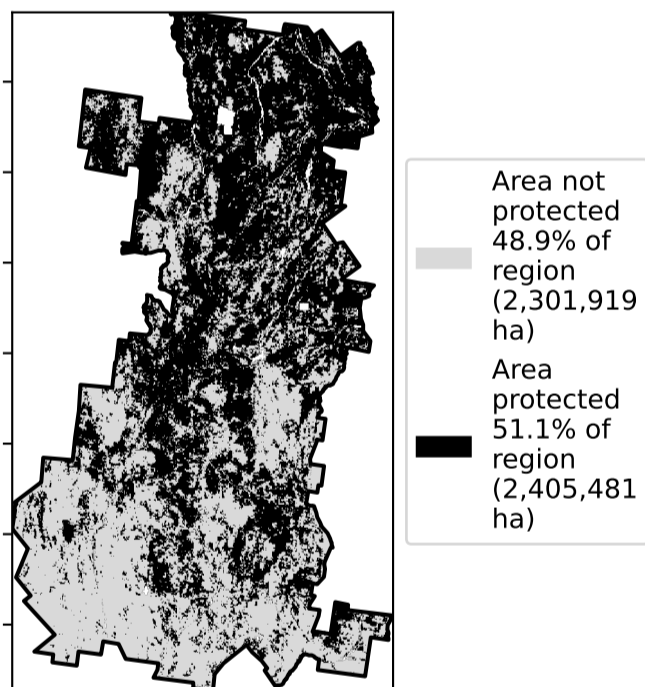 Area not
protected
48.9% of
region
(2,301,919
ha)
Area
protected
51.1% of
region
(2,405,481
ha)